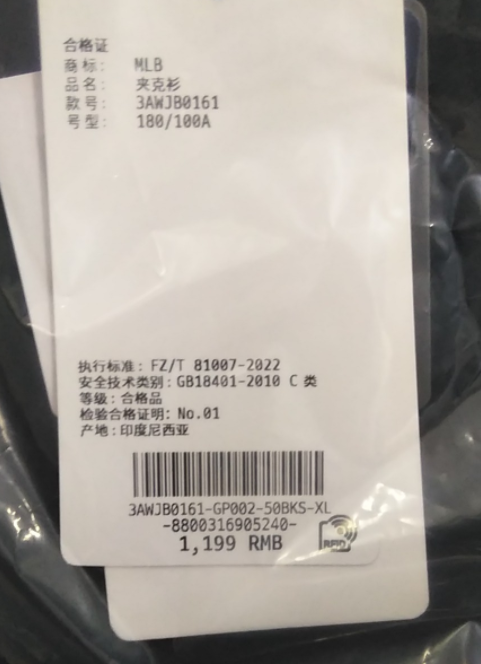 合格证
商标: MLB
品名: 夹克衫
款号: 3AWJB0161
号型: 180/100A
执行标准: FZ/T 81007-2022
安全技术类别: GB18401-2010 C 类
等级: 合格品
检验合格证明: No.01
产地: 印度尼西亚
3AWJB0161-GP002-50BKS-XL
-8800316905240-
1,199 RMB
RFID